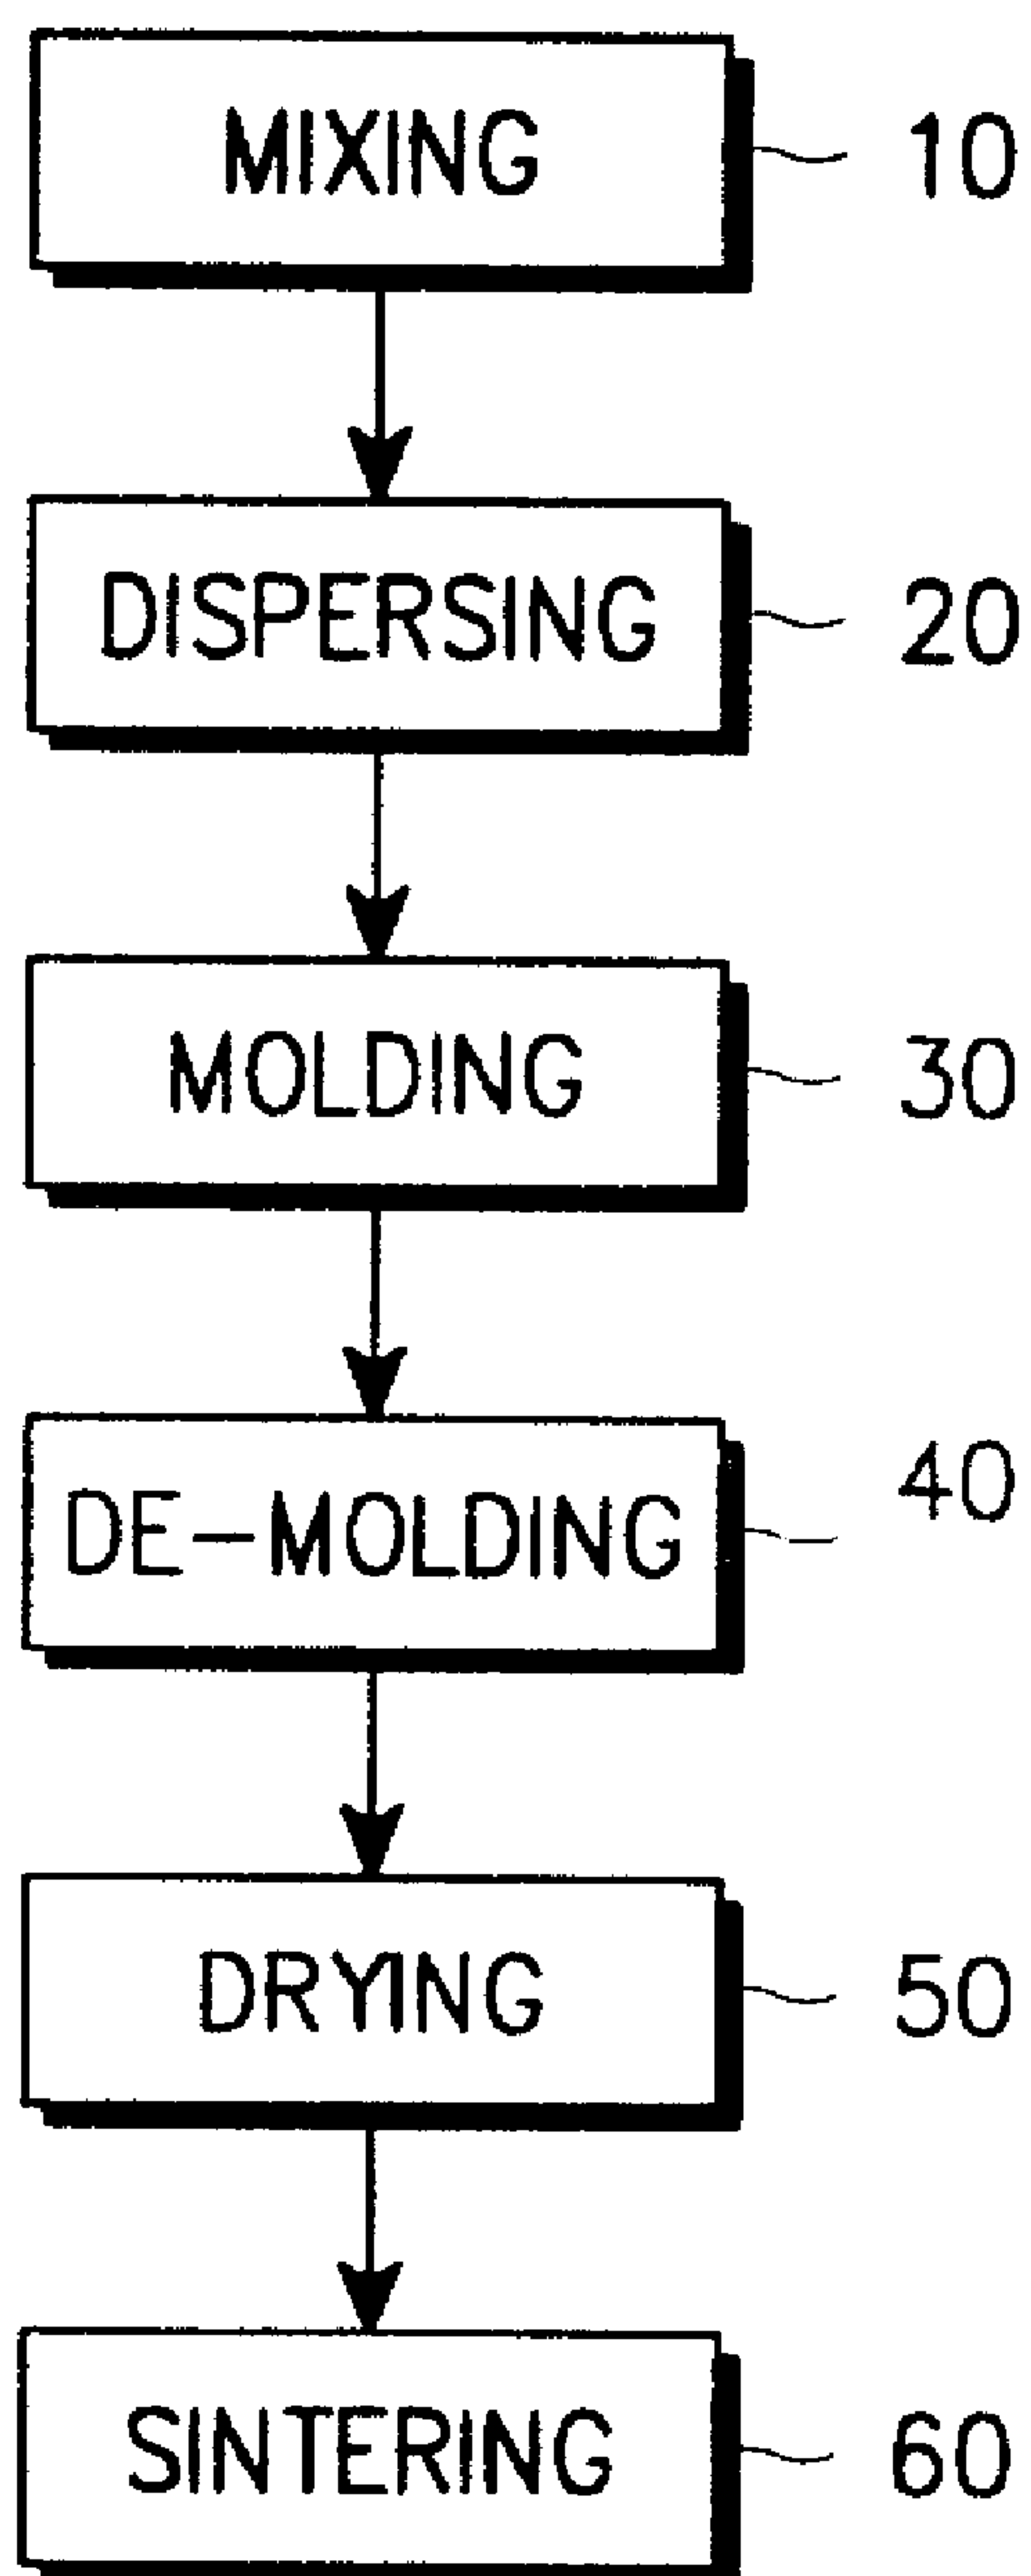 MIXING 10
DISPERSING 20
MOLDING 30
DE-MOLDING 40
DRYING 50
SINTERING 60